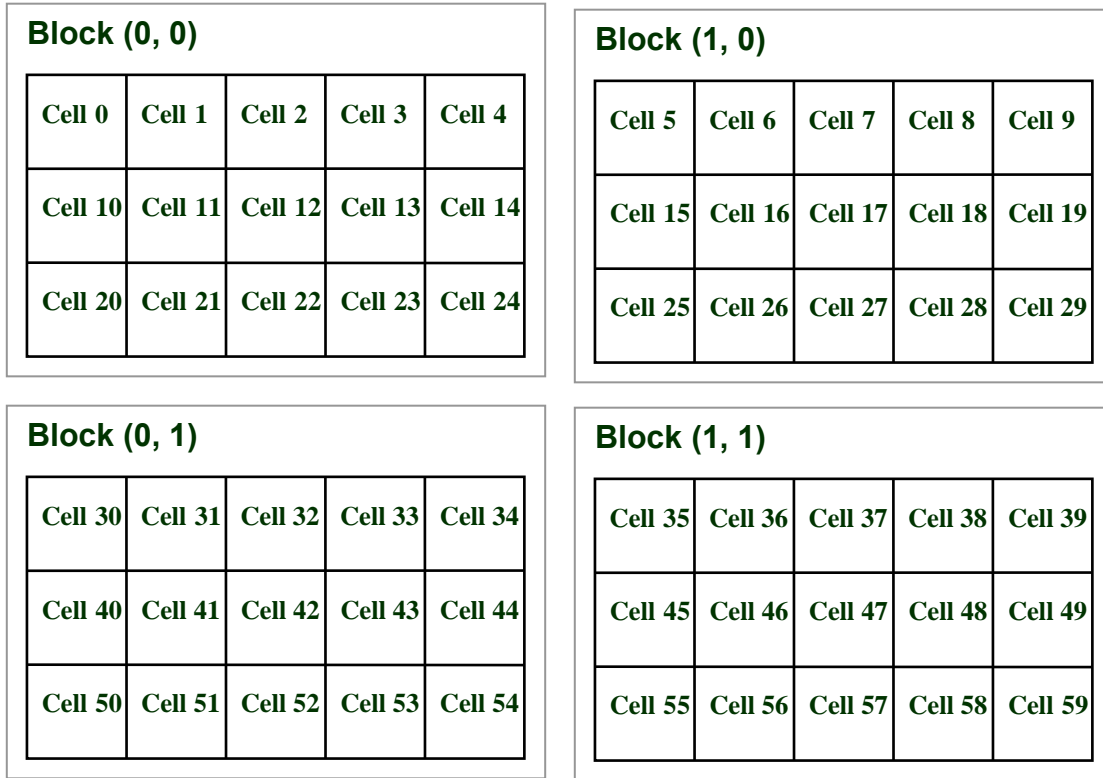 Block (0, 0)
Cell 0 Cell 1 Cell 2 Cell 3 Cell 4
Cell 10 Cell 11 Cell 12 Cell 13 Cell 14
Cell 20 Cell 21 Cell 22 Cell 23 Cell 24
Block (1, 0)
Cell 5 Cell 6 Cell 7 Cell 8 Cell 9
Cell 15 Cell 16 Cell 17 Cell 18 Cell 19
Cell 25 Cell 26 Cell 27 Cell 28 Cell 29
Block (0, 1)
Cell 30 Cell 31 Cell 32 Cell 33 Cell 34
Cell 40 Cell 41 Cell 42 Cell 43 Cell 44
Cell 50 Cell 51 Cell 52 Cell 53 Cell 54
Block (1, 1)
Cell 35 Cell 36 Cell 37 Cell 38 Cell 39
Cell 45 Cell 46 Cell 47 Cell 48 Cell 49
Cell 55 Cell 56 Cell 57 Cell 58 Cell 59